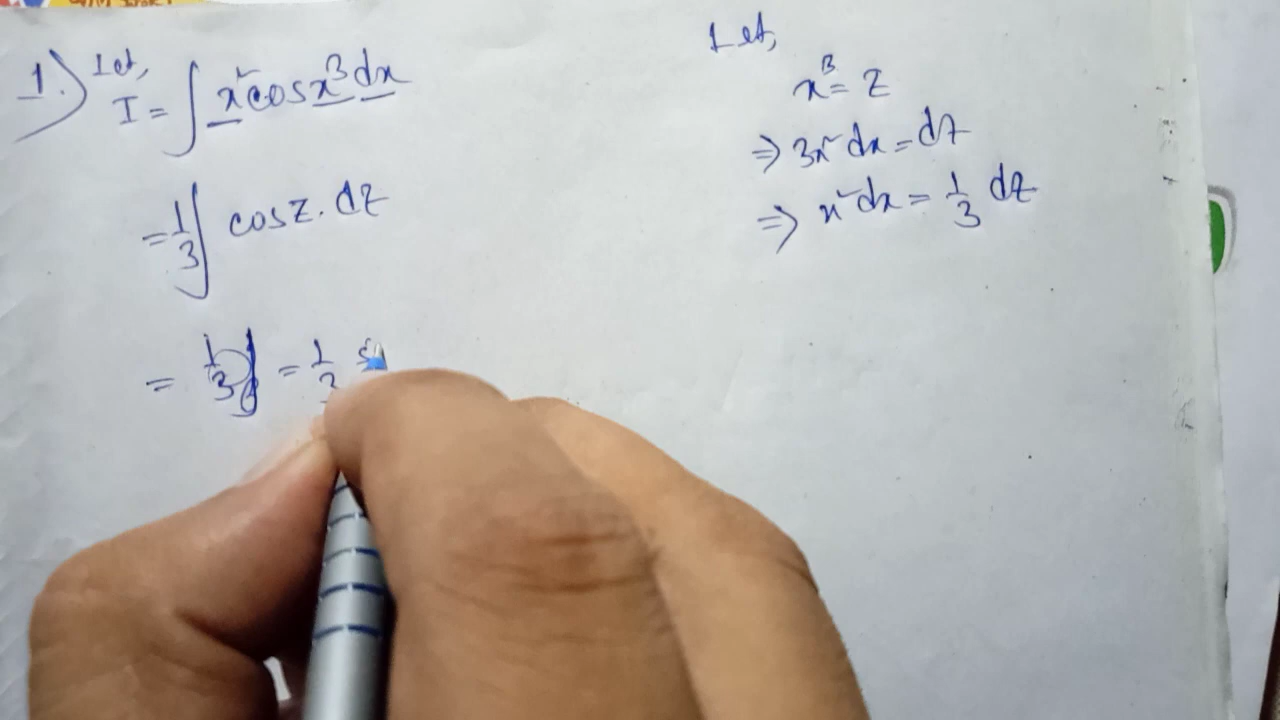 1.) Let,
I = ∫ x² cos x³ dx
= 1/3 ∫ cos z . dz
= 1/3 = 1/3 s
Let,
x³ = z
⇒ 3x² dx = dz
⇒ x² dx = 1/3 dz